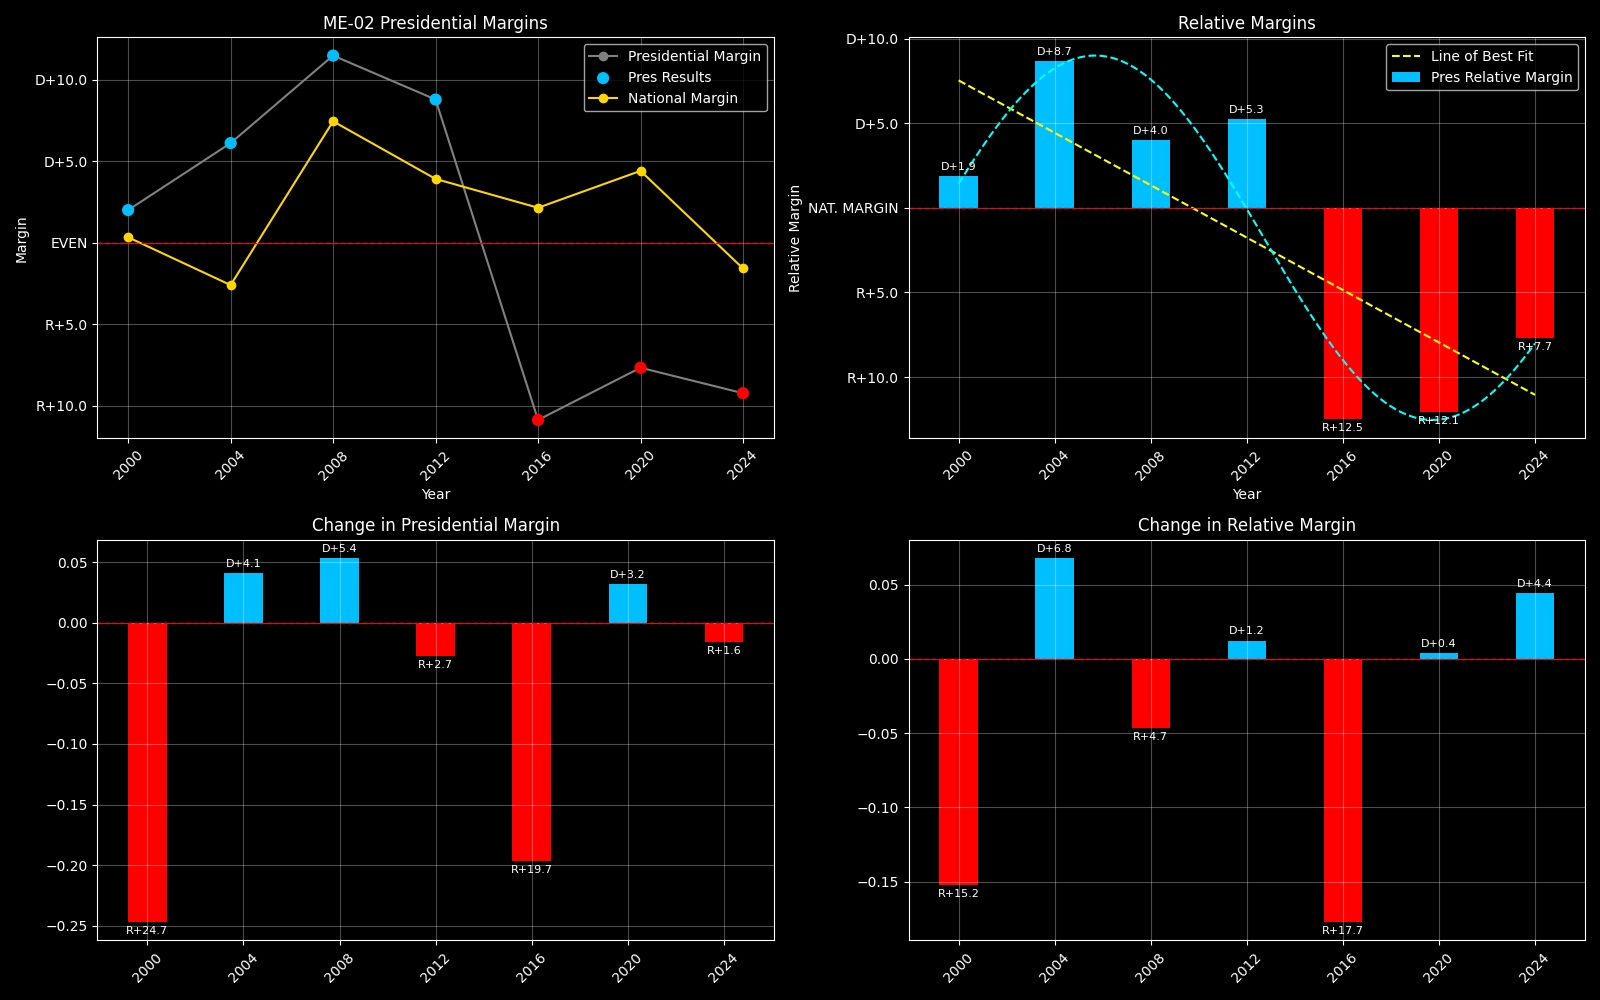 ME-02 Presidential Margins
Margin
D+10.0
D+5.0
EVEN
R+5.0
R+10.0
Presidential Margin
Pres Results
National Margin
2000
2004
2008
2012
2016
2020
2024
Year
Relative Margins
Relative Margin
D+10.0
D+5.0
NAT. MARGIN
R+5.0
R+10.0
Line of Best Fit
Pres Relative Margin
D+1.9
D+8.7
D+4.0
D+5.3
R+12.5
R+12.1
R+7.7
2000
2004
2008
2012
2016
2020
2024
Year
Change in Presidential Margin
0.05
0.00
−0.05
−0.10
−0.15
−0.20
−0.25
R+24.7
D+4.1
D+5.4
R+2.7
R+19.7
D+3.2
R+1.6
2000
2004
2008
2012
2016
2020
2024
Change in Relative Margin
0.05
0.00
−0.05
−0.10
−0.15
R+15.2
D+6.8
R+4.7
D+1.2
R+17.7
D+0.4
D+4.4
2000
2004
2008
2012
2016
2020
2024